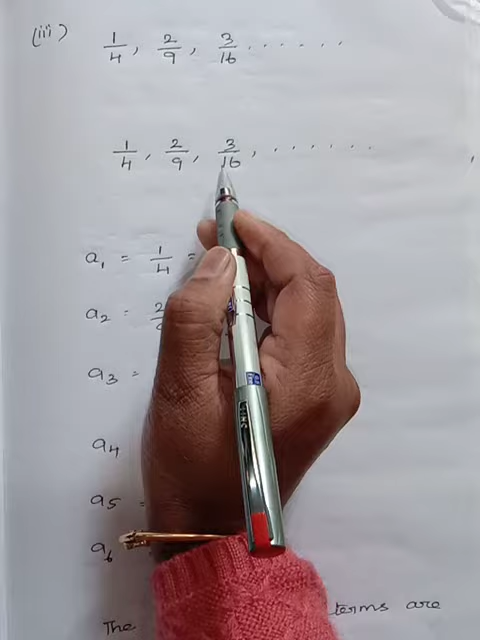 (iii) 1/4, 2/9, 3/16 . . . . . .
1/4, 2/9, 3/16, . . . . . . .
a₁ = 1/4 =
a₂ =
a₃ =
a₄
a₅ =
a₆
The terms are